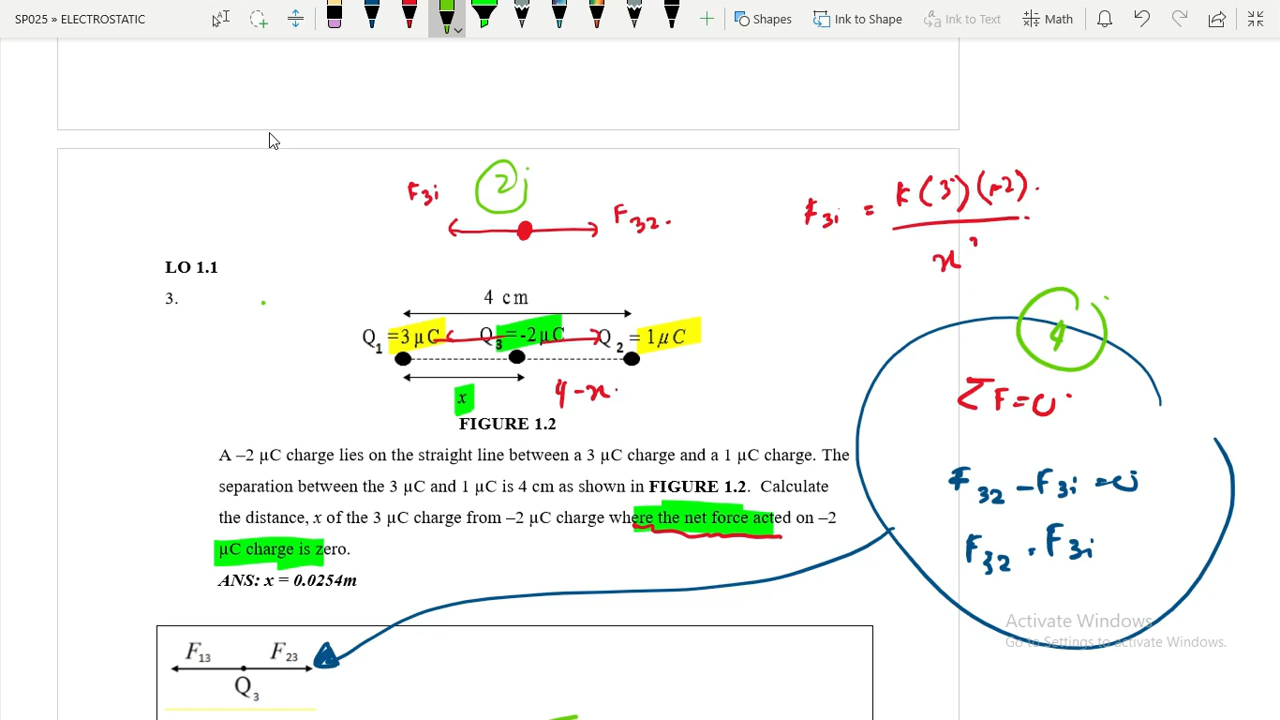 SP025 » ELECTROSTATIC
Shapes
Ink to Shape
Ink to Text
Math
F31
2
F32.
F31 = k(3)(-2).
x²
LO 1.1
3.
4 cm
Q1 = 3 μC
Q3 = -2 μC
Q2 = 1 μC
x
4-x
FIGURE 1.2
4
ΣF=0
F32 - F31 = 0
F32 = F31
A –2 μC charge lies on the straight line between a 3 μC charge and a 1 μC charge. The
separation between the 3 μC and 1 μC is 4 cm as shown in FIGURE 1.2. Calculate
the distance, x of the 3 μC charge from –2 μC charge where the net force acted on –2
μC charge is zero.
ANS: x = 0.0254m
Activate Windows
Go to Settings to activate Windows.
F13
F23
Q3